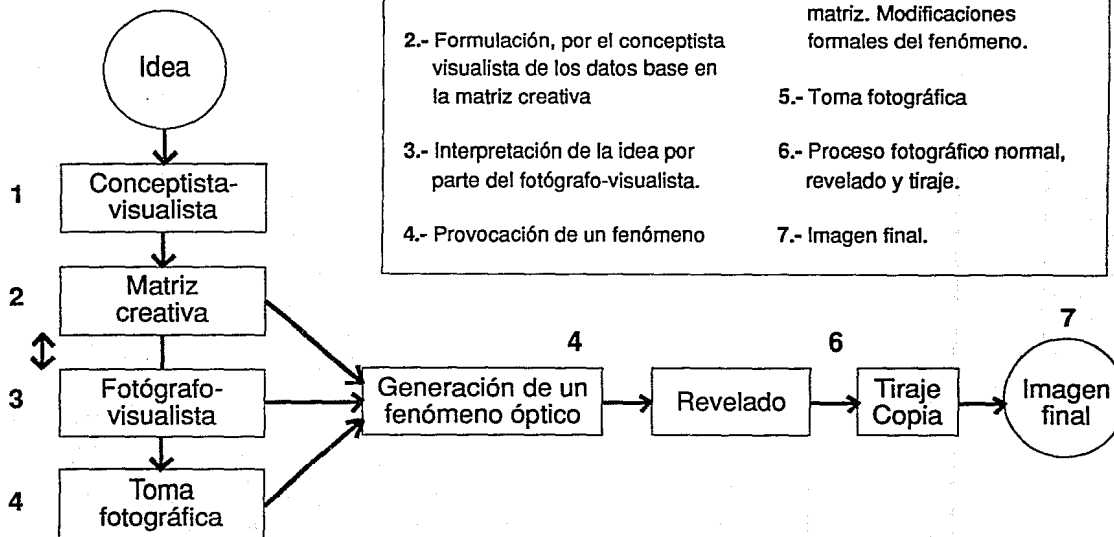 2.- Formulación, por el conceptista
visualista de los datos base en
la matriz creativa
3.- Interpretación de la idea por
parte del fotógrafo-visualista.
4.- Provocación de un fenómeno
matriz. Modificaciones
formales del fenómeno.
5.- Toma fotográfica
6.- Proceso fotográfico normal,
revelado y tiraje.
7.- Imagen final.
Idea
1
Conceptista-
visualista
2
Matriz
creativa
3
Fotógrafo-
visualista
4
Toma
fotográfica
4
Generación de un
fenómeno óptico
Revelado
6
Tiraje
Copia
7
Imagen
final